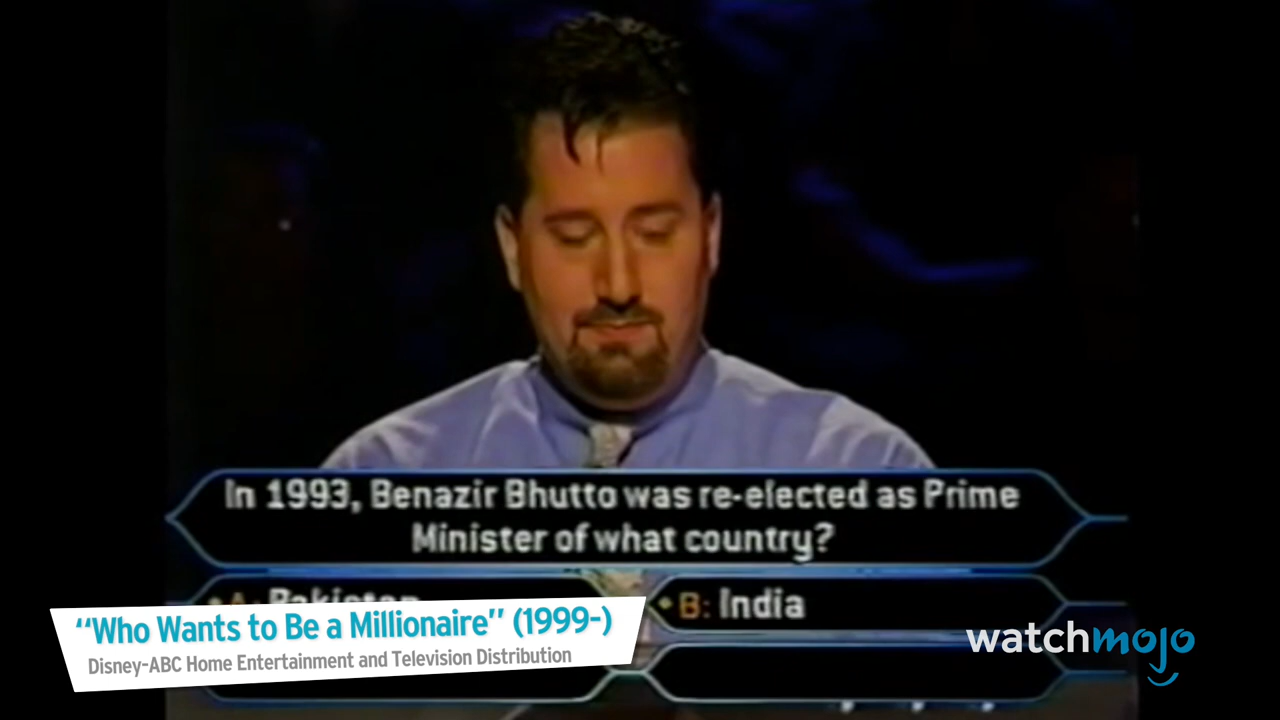 In 1993, Benazir Bhutto was re-elected as Prime
Minister of what country?
A: Pakistan
B: India
“Who Wants to Be a Millionaire” (1999-)
Disney-ABC Home Entertainment and Television Distribution
watchmojo